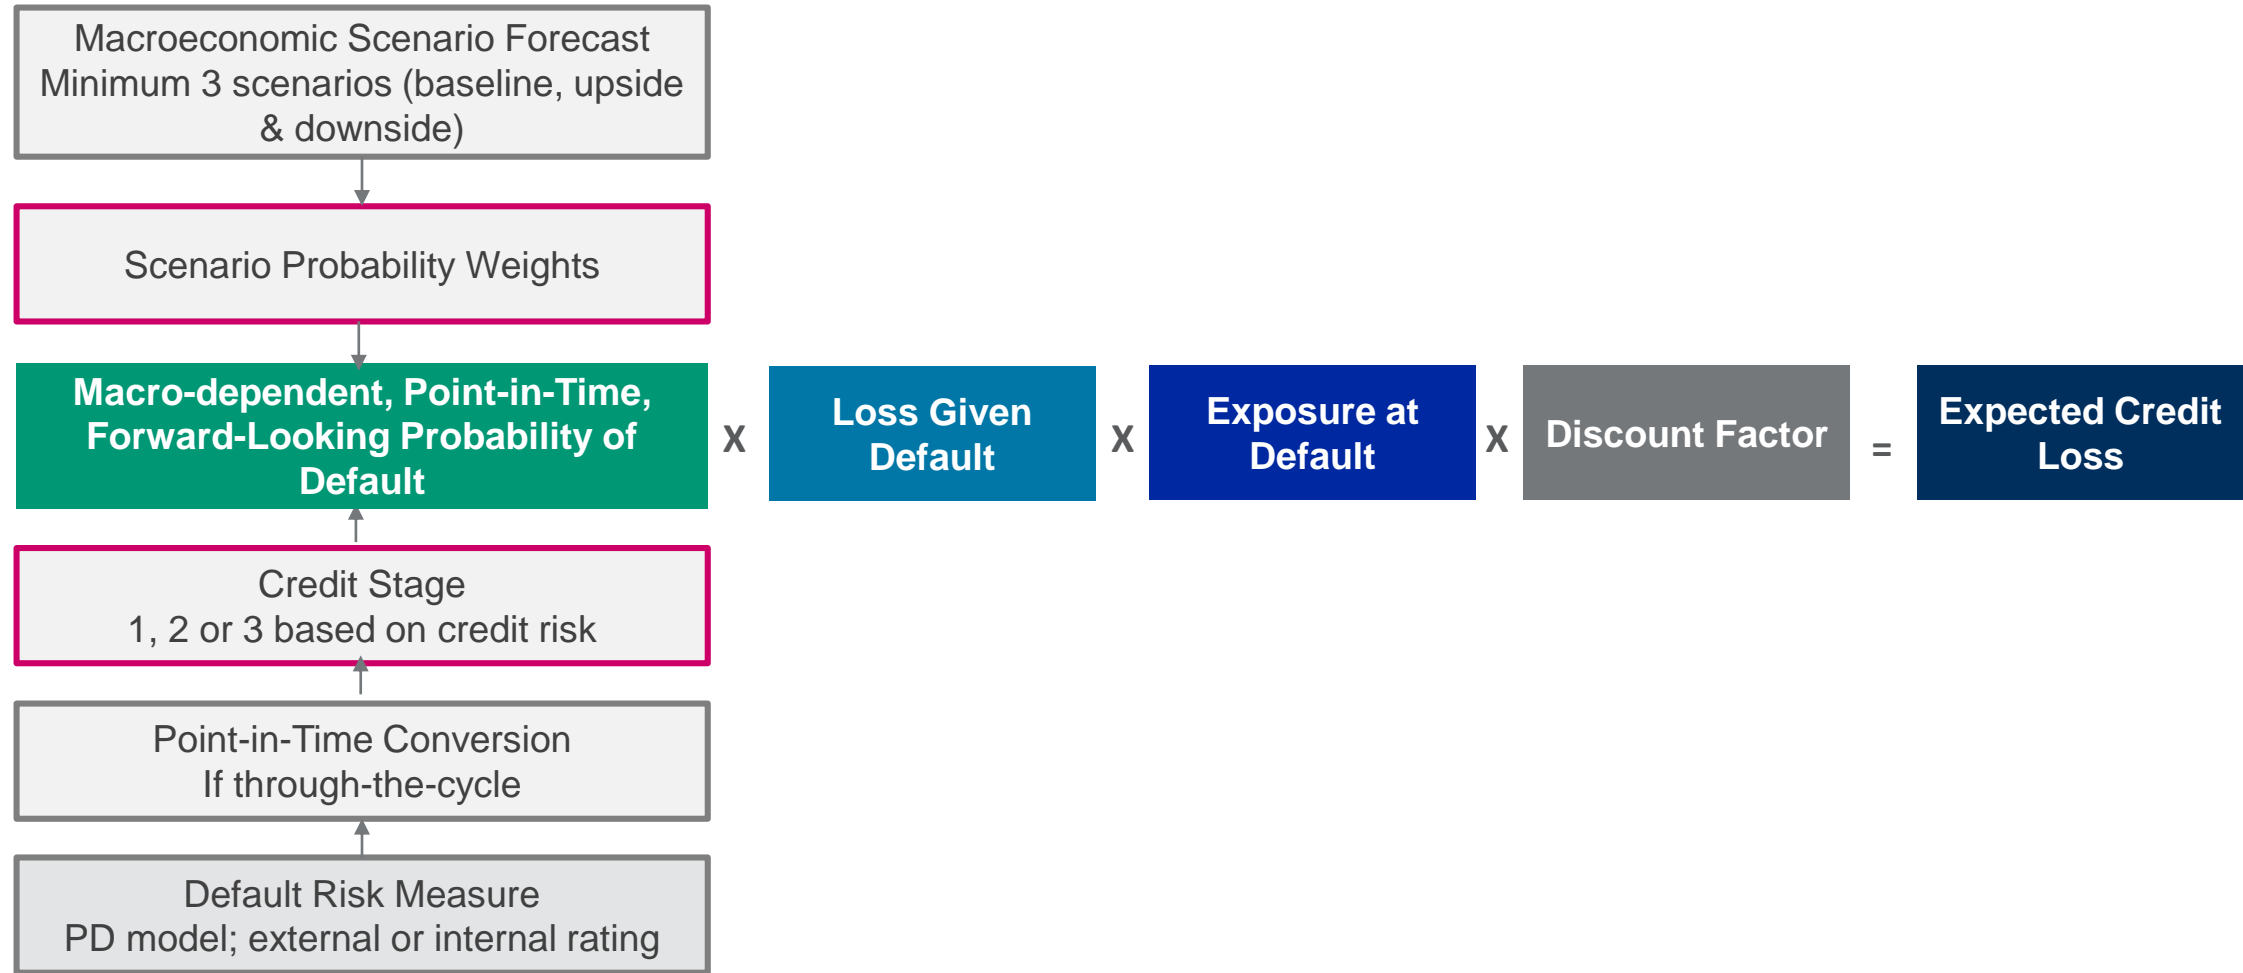 Macroeconomic Scenario Forecast
Minimum 3 scenarios (baseline, upside
& downside)
Scenario Probability Weights
Macro-dependent, Point-in-Time,
Forward-Looking Probability of
Default
X
Loss Given
Default
X
Exposure at
Default
X
Discount Factor
=
Expected Credit
Loss
Credit Stage
1, 2 or 3 based on credit risk
Point-in-Time Conversion
If through-the-cycle
Default Risk Measure
PD model; external or internal rating